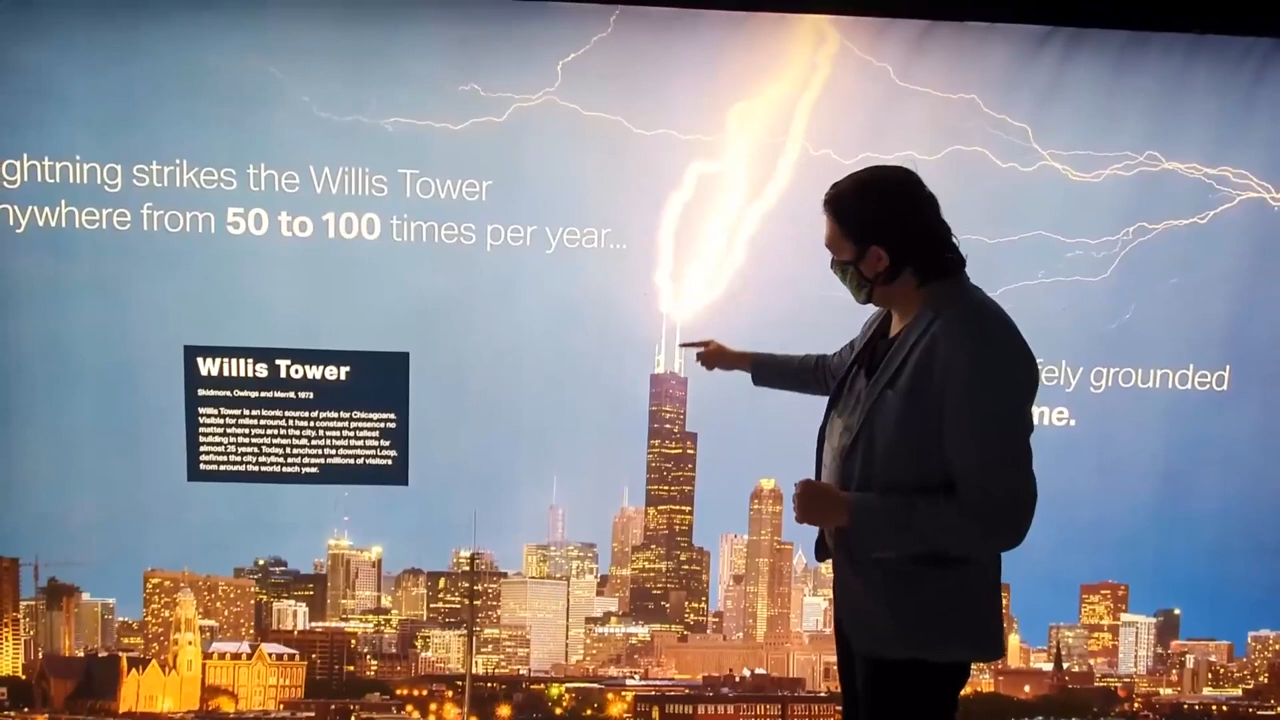 ghtning strikes the Willis Tower
nywhere from 50 to 100 times per year...
Willis Tower
Skidmore, Owings and Merrill, 1973
Willis Tower is an iconic source of pride for Chicagoans.
Visible for miles around, it has a constant presence no
matter where you are in the city. It was the tallest
building in the world when built, and it held that title for
almost 25 years. Today, it anchors the downtown Loop,
defines the city skyline, and draws millions of visitors
from around the world each year.
fely grounded
me.